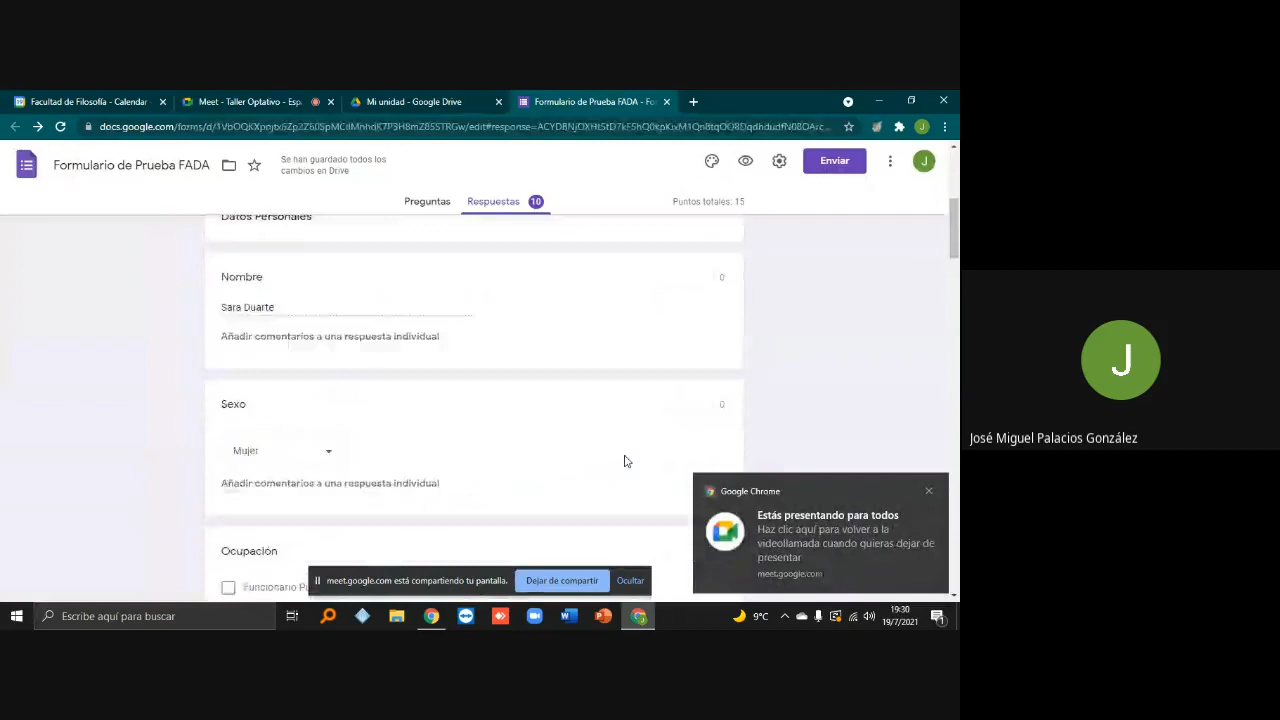 Facultad de Filosofía - Calendar
Meet - Taller Optativo - Esp
Mi unidad - Google Drive
Formulario de Prueba FADA - Fo
Formulario de Prueba FADA
Se han guardado todos los
cambios en Drive
Enviar
J
Preguntas
Respuestas 10
Puntos totales: 15
Datos Personales
Nombre
0
Sara Duarte
Añadir comentarios a una respuesta individual
Sexo
0
Mujer
Añadir comentarios a una respuesta individual
Ocupación
Funcionario
meet.google.com está compartiendo tu pantalla.
Dejar de compartir
Ocultar
Google Chrome
Estás presentando para todos
Haz clic aquí para volver a la
videollamada cuando quieras dejar de
presentar
meet.google.com
Escribe aquí para buscar
9°C
19:30
19/7/2021
J
José Miguel Palacios González